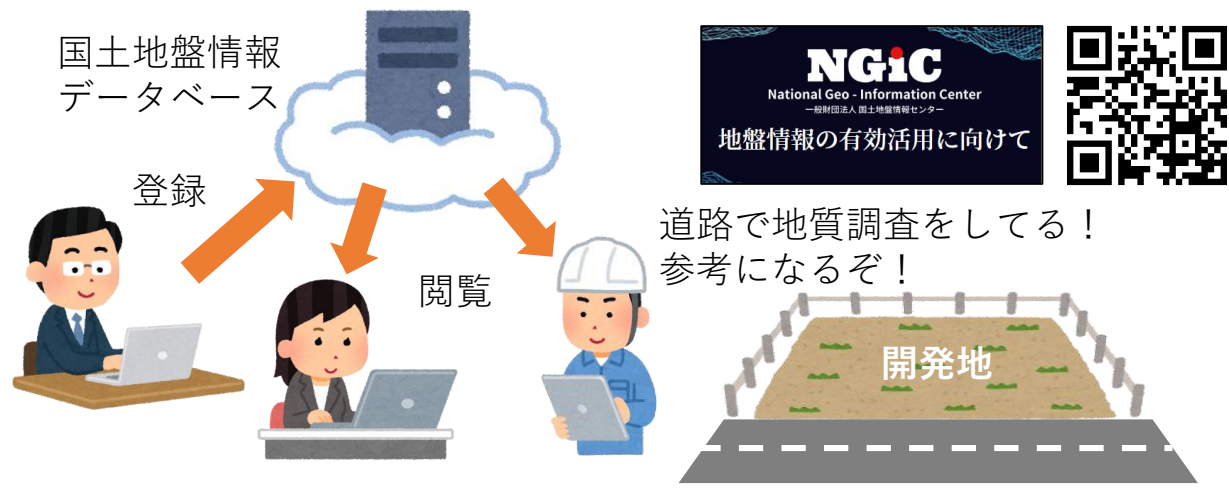 国土地盤情報
データベース
登録
閲覧
NGiC
National Geo - Information Center
一般財団法人 国土地盤情報センター
地盤情報の有効活用に向けて
道路で地質調査をしてる！
参考になるぞ！
開発地